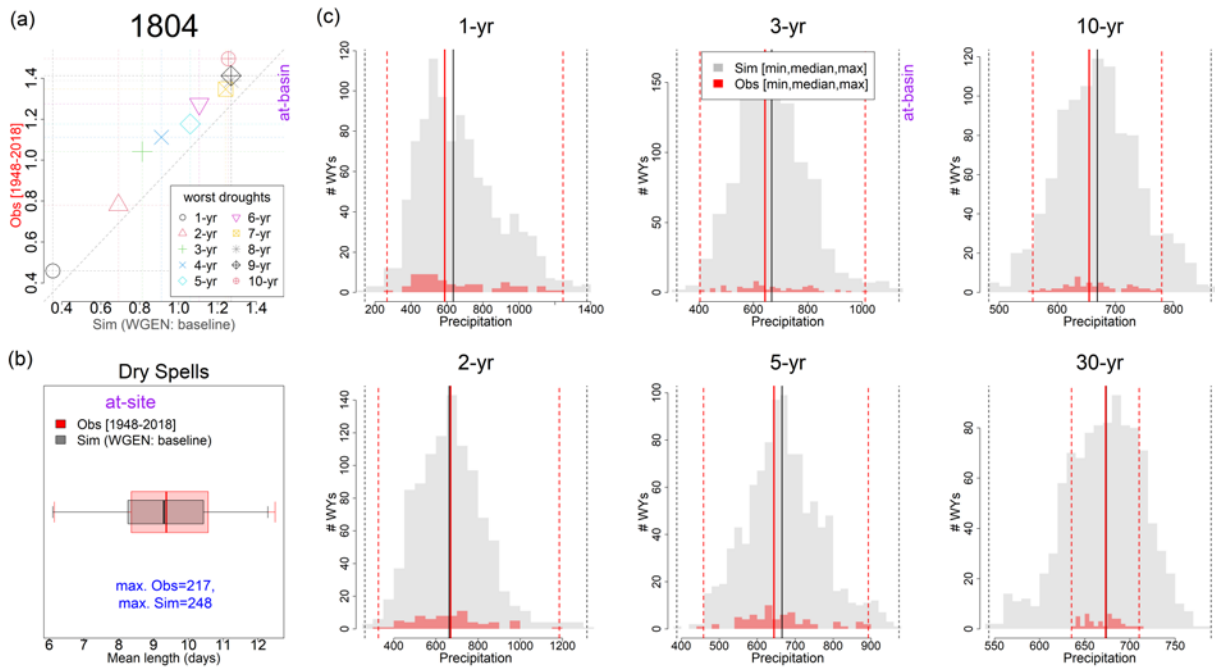 (a)
1804
Obs [1948-2018]
0.4 0.6 0.8 1.0 1.2 1.4
at-basin
worst droughts
1-yr 6-yr
2-yr 7-yr
3-yr 8-yr
4-yr 9-yr
5-yr 10-yr
0.4 0.6 0.8 1.0 1.2 1.4
Sim (WGEN: baseline)
(b)
Dry Spells
at-site
Obs [1948-2018]
Sim (WGEN: baseline)
max. Obs=217,
max. Sim=248
6 7 8 9 10 11 12
Mean length (days)
(c)
1-yr
# WYs
0 20 40 60 80 100 120
200 400 600 800 1000 1400
Precipitation
3-yr
Sim [min,median,max]
Obs [min,median,max]
at-basin
# WYs
0 50 100 150
400 600 800 1000
Precipitation
10-yr
# WYs
0 20 40 60 80 100 120
500 600 700 800
Precipitation
2-yr
# WYs
0 20 40 60 80 100 140
400 600 800 1000 1200
Precipitation
5-yr
# WYs
0 20 40 60 80 100
400 500 600 700 800 900
Precipitation
30-yr
# WYs
0 20 40 60 80
550 600 650 700 750
Precipitation